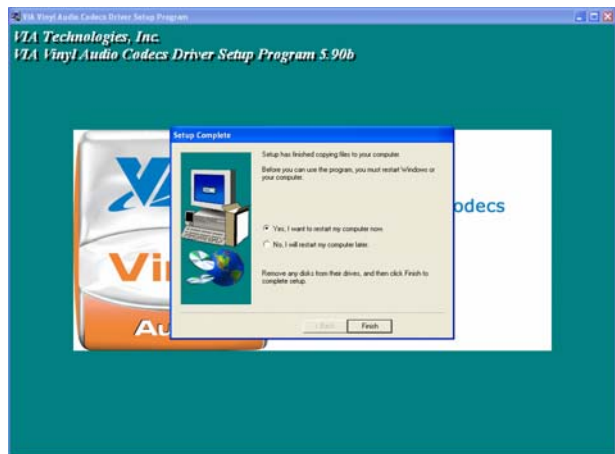 VIA Vinyl Audio Codecs Driver Setup Program
VIA Technologies, Inc.
VIA Vinyl Audio Codecs Driver Setup Program 5.90b
Setup Complete
Setup has finished copying files to your computer.
Before you can use the program, you must restart Windows or
your computer.
Yes, I want to restart my computer now.
No, I will restart my computer later.
Remove any disks from their drives, and then click Finish to
complete setup.
< Back
Finish
VIA
odecs
Vi
Au